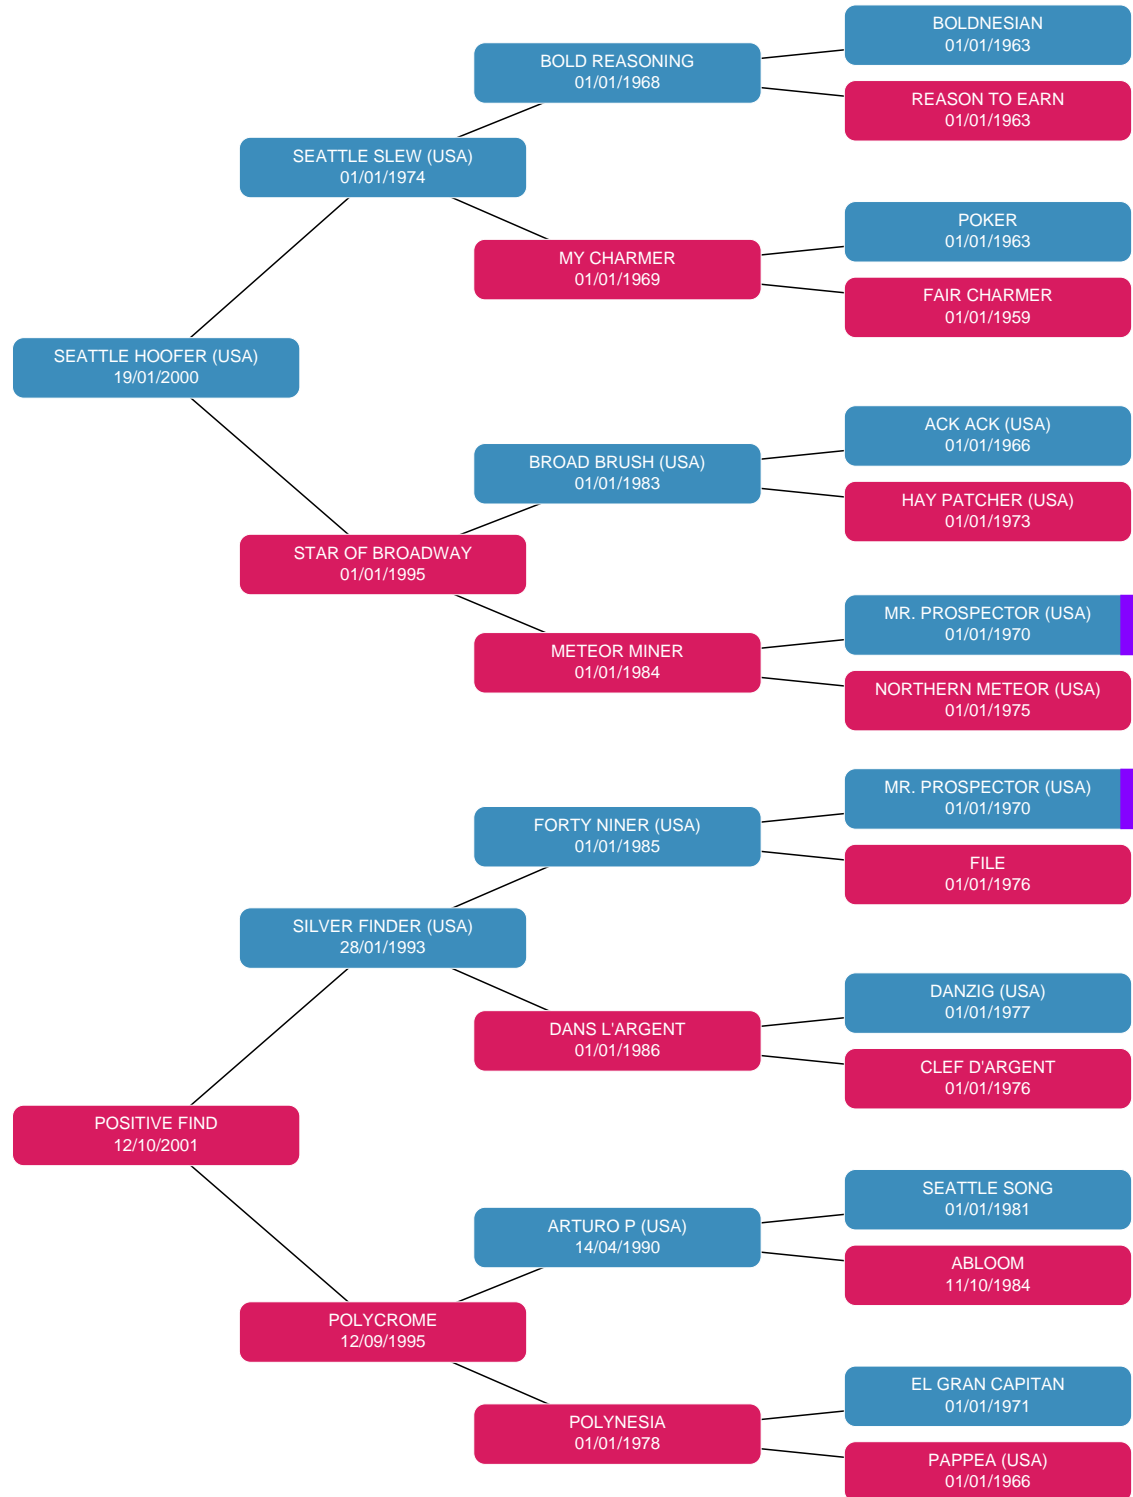 BOLDNESIAN
01/01/1963
BOLD REASONING
01/01/1968
REASON TO EARN
01/01/1963
SEATTLE SLEW (USA)
01/01/1974
POKER
01/01/1963
MY CHARMER
01/01/1969
FAIR CHARMER
01/01/1959
SEATTLE HOOFER (USA)
19/01/2000
ACK ACK (USA)
01/01/1966
BROAD BRUSH (USA)
01/01/1983
HAY PATCHER (USA)
01/01/1973
STAR OF BROADWAY
01/01/1995
MR. PROSPECTOR (USA)
01/01/1970
METEOR MINER
01/01/1984
NORTHERN METEOR (USA)
01/01/1975
MR. PROSPECTOR (USA)
01/01/1970
FORTY NINER (USA)
01/01/1985
FILE
01/01/1976
SILVER FINDER (USA)
28/01/1993
DANZIG (USA)
01/01/1977
DANS L'ARGENT
01/01/1986
CLEF D'ARGENT
01/01/1976
POSITIVE FIND
12/10/2001
SEATTLE SONG
01/01/1981
ARTURO P (USA)
14/04/1990
ABLOOM
11/10/1984
POLYCROME
12/09/1995
EL GRAN CAPITAN
01/01/1971
POLYNESIA
01/01/1978
PAPPEA (USA)
01/01/1966